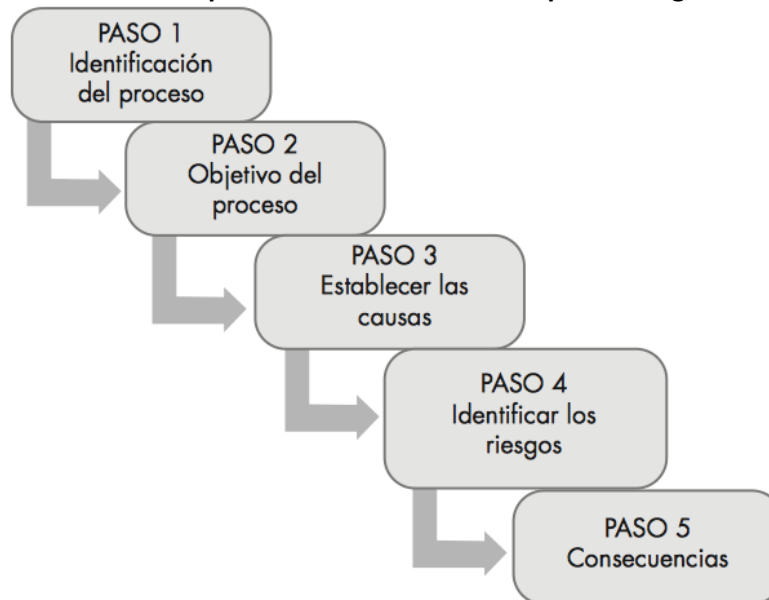 PASO 1
Identificación
del proceso
PASO 2
Objetivo del
proceso
PASO 3
Establecer las
causas
PASO 4
Identificar los
riesgos
PASO 5
Consecuencias